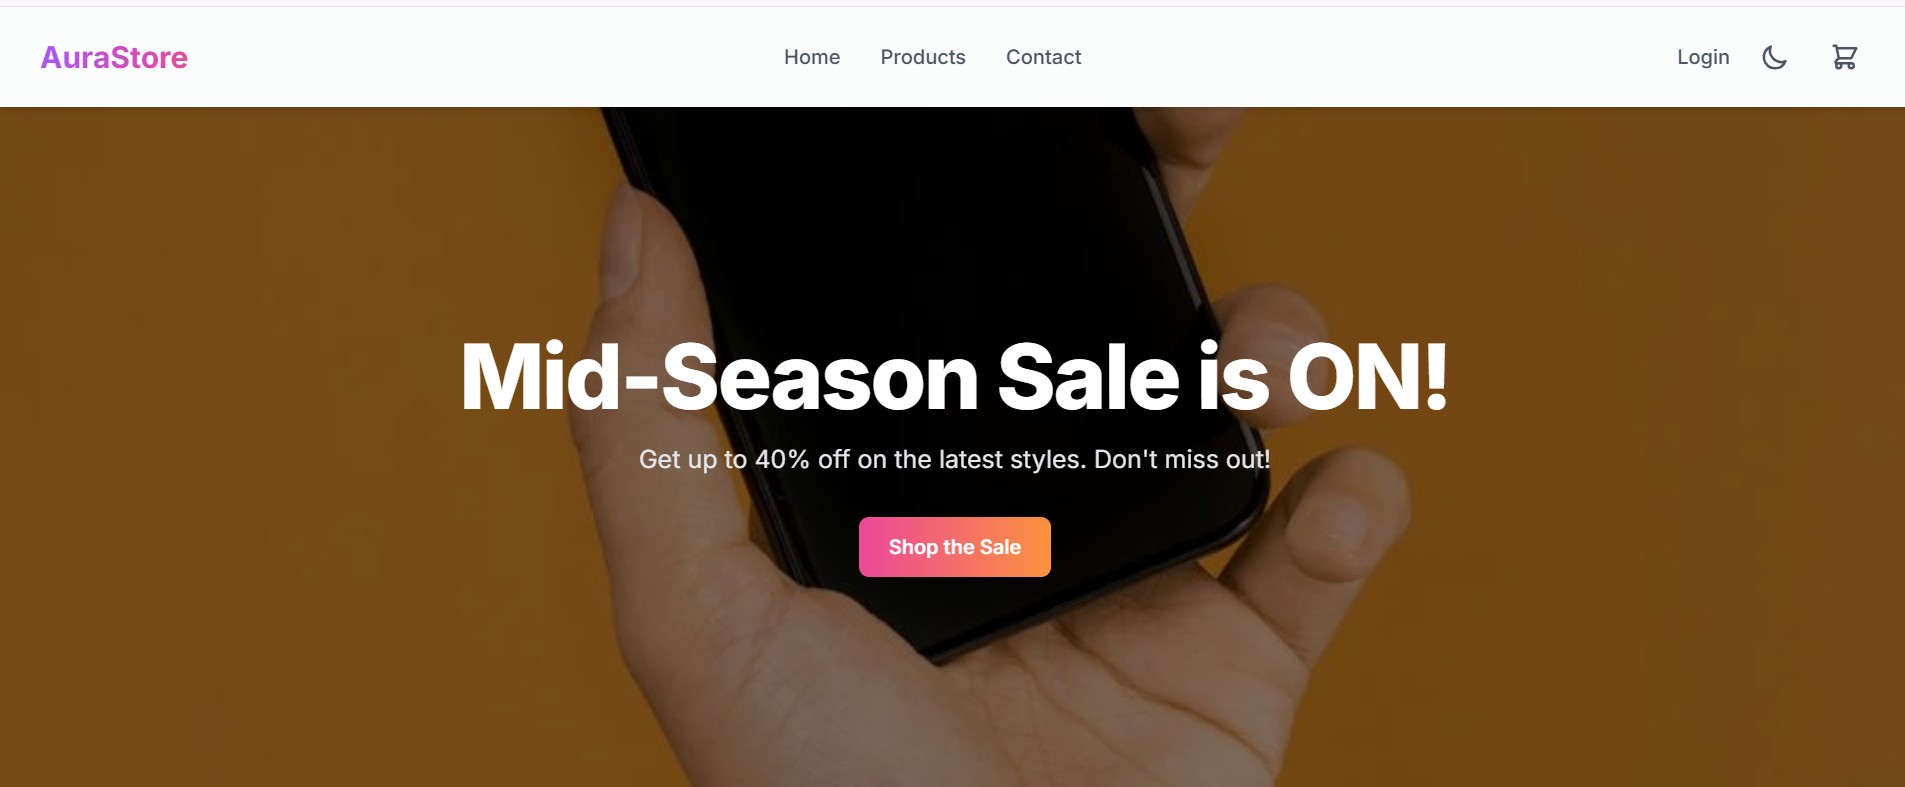 AuraStore
Home Products Contact
Login
Mid-Season Sale is ON!
Get up to 40% off on the latest styles. Don't miss out!
Shop the Sale